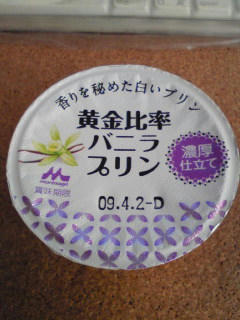 香りを秘めた白いプリン
黄金比率
バニラ
プリン
濃厚
仕立て
morinaga
賞味期限
09.4.2-D